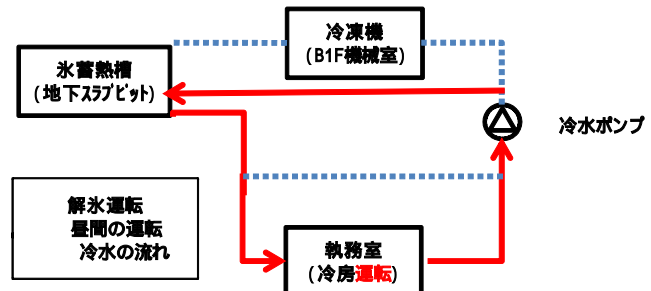 冷凍機
(B1F機械室)
氷蓄熱槽
(地下スラブピット)
冷水ポンプ
解氷運転
昼間の運転
冷水の流れ
執務室
(冷房運転)